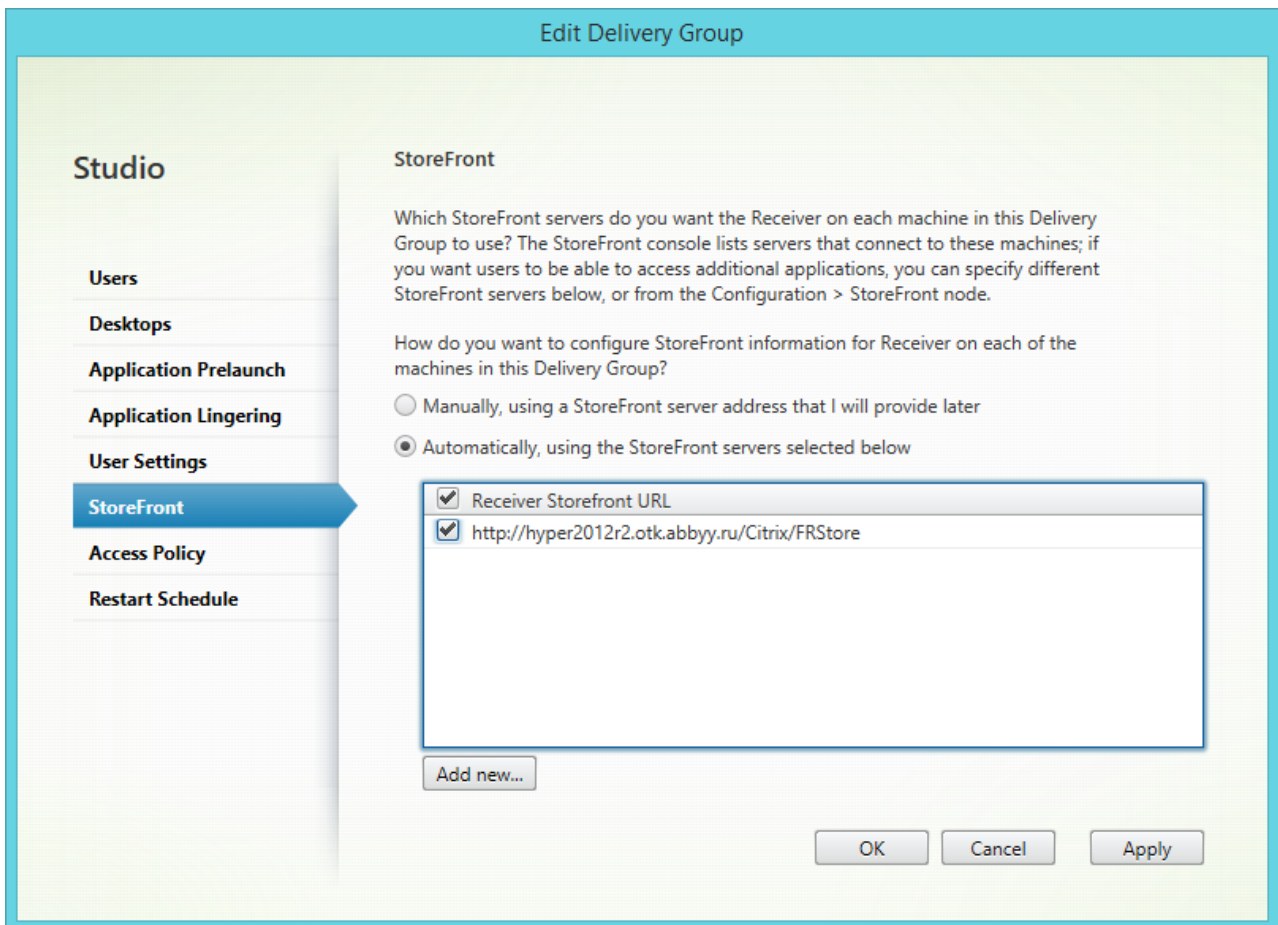 Edit Delivery Group
Studio
Users
Desktops
Application Prelaunch
Application Lingering
User Settings
StoreFront
Access Policy
Restart Schedule
StoreFront
Which StoreFront servers do you want the Receiver on each machine in this Delivery
Group to use? The StoreFront console lists servers that connect to these machines; if
you want users to be able to access additional applications, you can specify different
StoreFront servers below, or from the Configuration > StoreFront node.
How do you want to configure StoreFront information for Receiver on each of the
machines in this Delivery Group?
Manually, using a StoreFront server address that I will provide later
Automatically, using the StoreFront servers selected below
Receiver Storefront URL
http://hyper2012r2.otk.abbyy.ru/Citrix/FRStore
Add new...
OK Cancel Apply